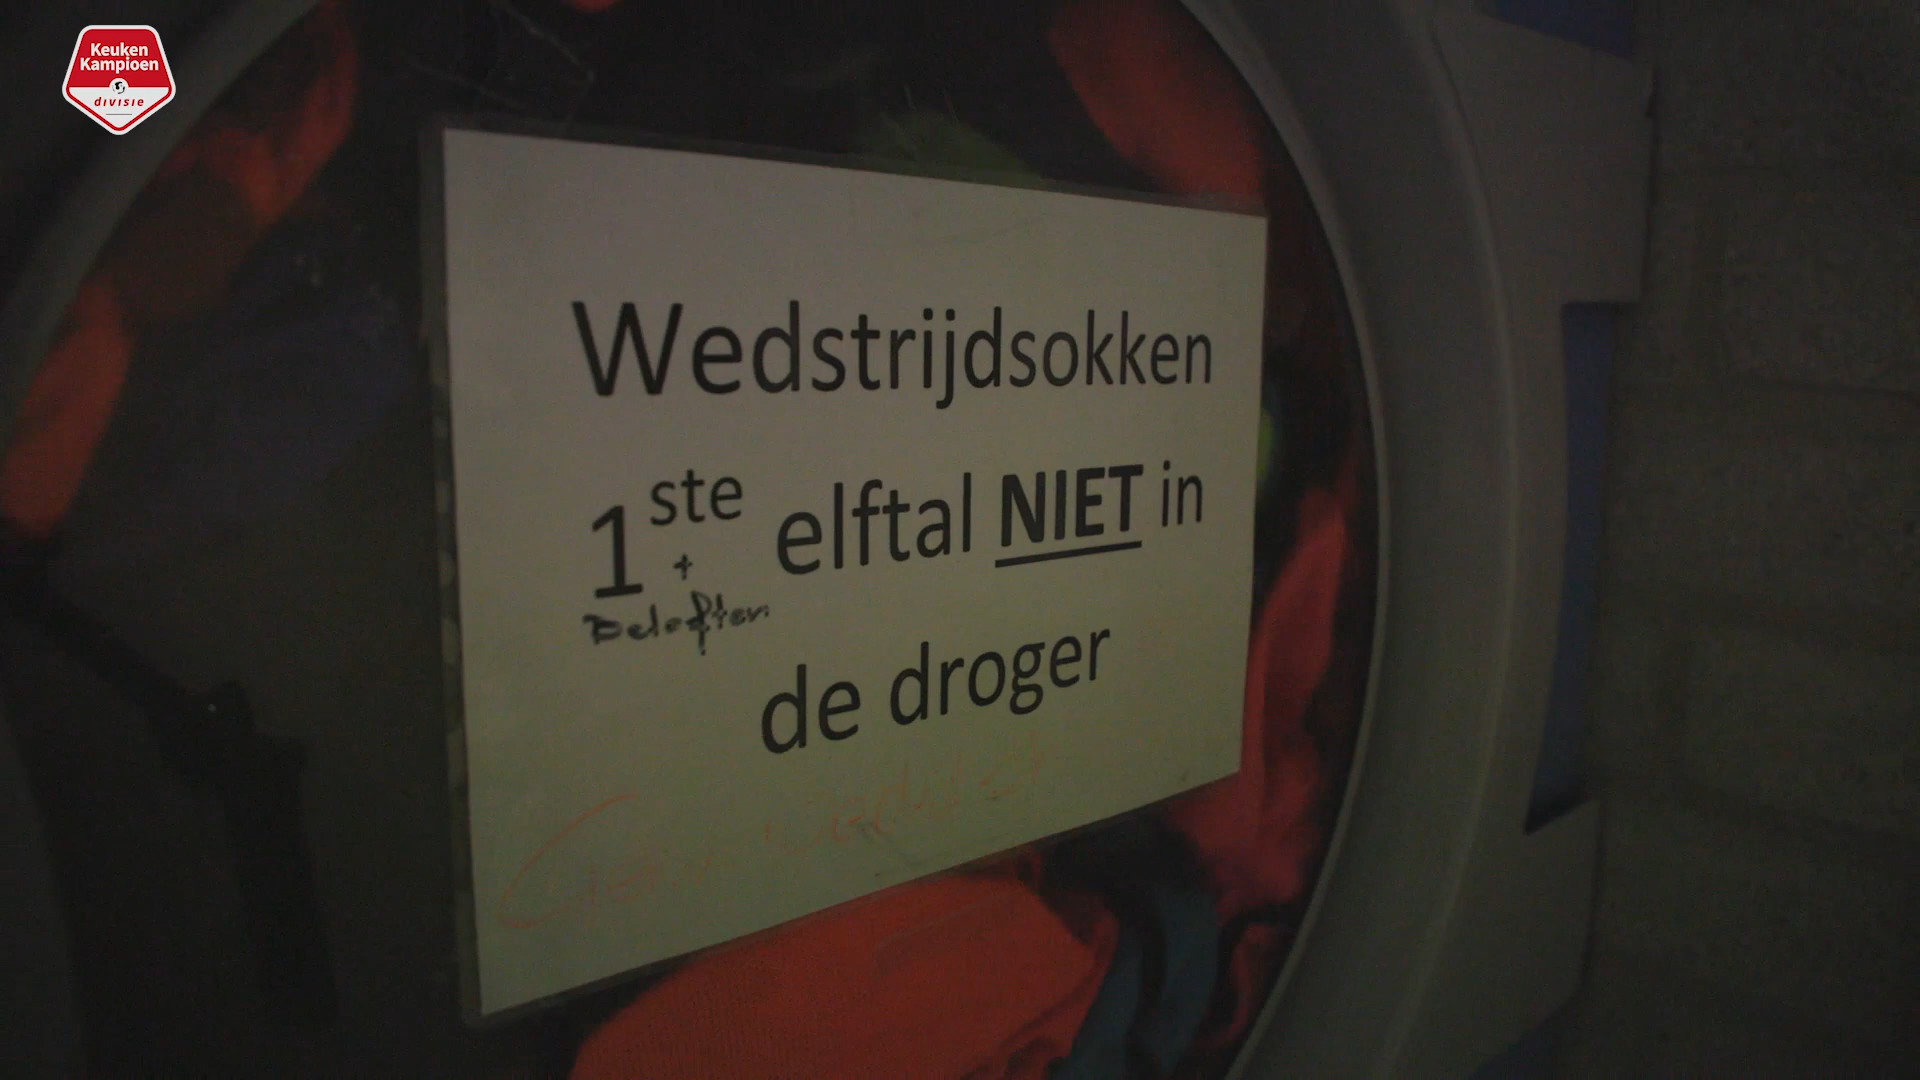 Keuken
Kampioen
divisie
Wedstrijdsokken
1ste elftal NIET in
+
Beloften
de droger